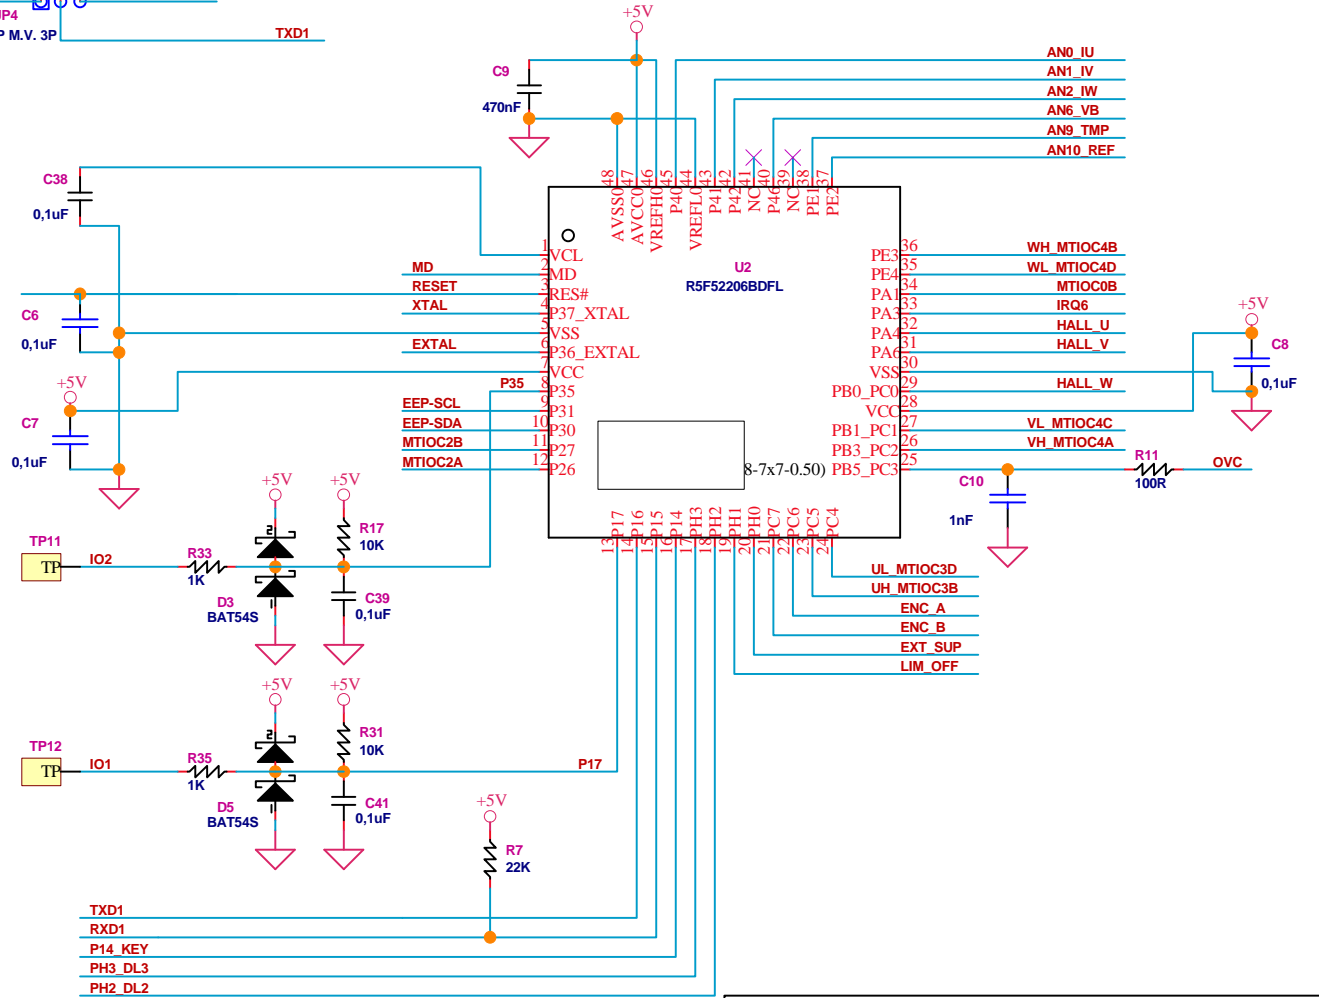 JP4
P M.V. 3P
TXD1
+5V
C9
470nF
AN0_IU
AN1_IV
AN2_IW
AN6_VB
AN9_TMP
AN10_REF
C38
0,1uF
48 47 46 45 44 43 42 41 40 39 38 37
AVSS0 AVCC0 VREFH0 P40 VREFL0 P41 P42 NC P46 NC PE1 PE2
U2
R5F52206BDFL
1 VCL
MD 2 MD
RESET 3 RES#
XTAL 4 P37_XTAL
5 VSS
EXTAL 6 P36_EXTAL
7 VCC
P35 8 P35
EEP-SCL 9 P31
EEP-SDA 10 P30
MTIOC2B 11 P27
MTIOC2A 12 P26
PE3 36 WH_MTIOC4B
PE4 35 WL_MTIOC4D
PA1 34 MTIOC0B
PA3 33 IRQ6
PA4 32 HALL_U
PA6 31 HALL_V
VSS 30
PB0_PC0 29 HALL_W
VCC 28
PB1_PC1 27 VL_MTIOC4C
PB3_PC2 26 VH_MTIOC4A
8-7x7-0.50) PB5_PC3 25
C6
0,1uF
+5V
C7
0,1uF
+5V
C8
0,1uF
R11
100R
OVC
C10
1nF
P17 P16 P15 P14 PH3 PH2 PH1 PH0 PC7 PC6 PC5 PC4
13 14 15 16 17 18 19 20 21 22 23 24
UL_MTIOC3D
UH_MTIOC3B
ENC_A
ENC_B
EXT_SUP
LIM_OFF
+5V +5V
TP11
TP
IO2
R33
1K
2
1
D3
BAT54S
R17
10K
C39
0,1uF
+5V +5V
TP12
TP
IO1
R35
1K
2
1
D5
BAT54S
R31
10K
C41
0,1uF
P17
+5V
R7
22K
TXD1
RXD1
P14_KEY
PH3_DL3
PH2_DL2